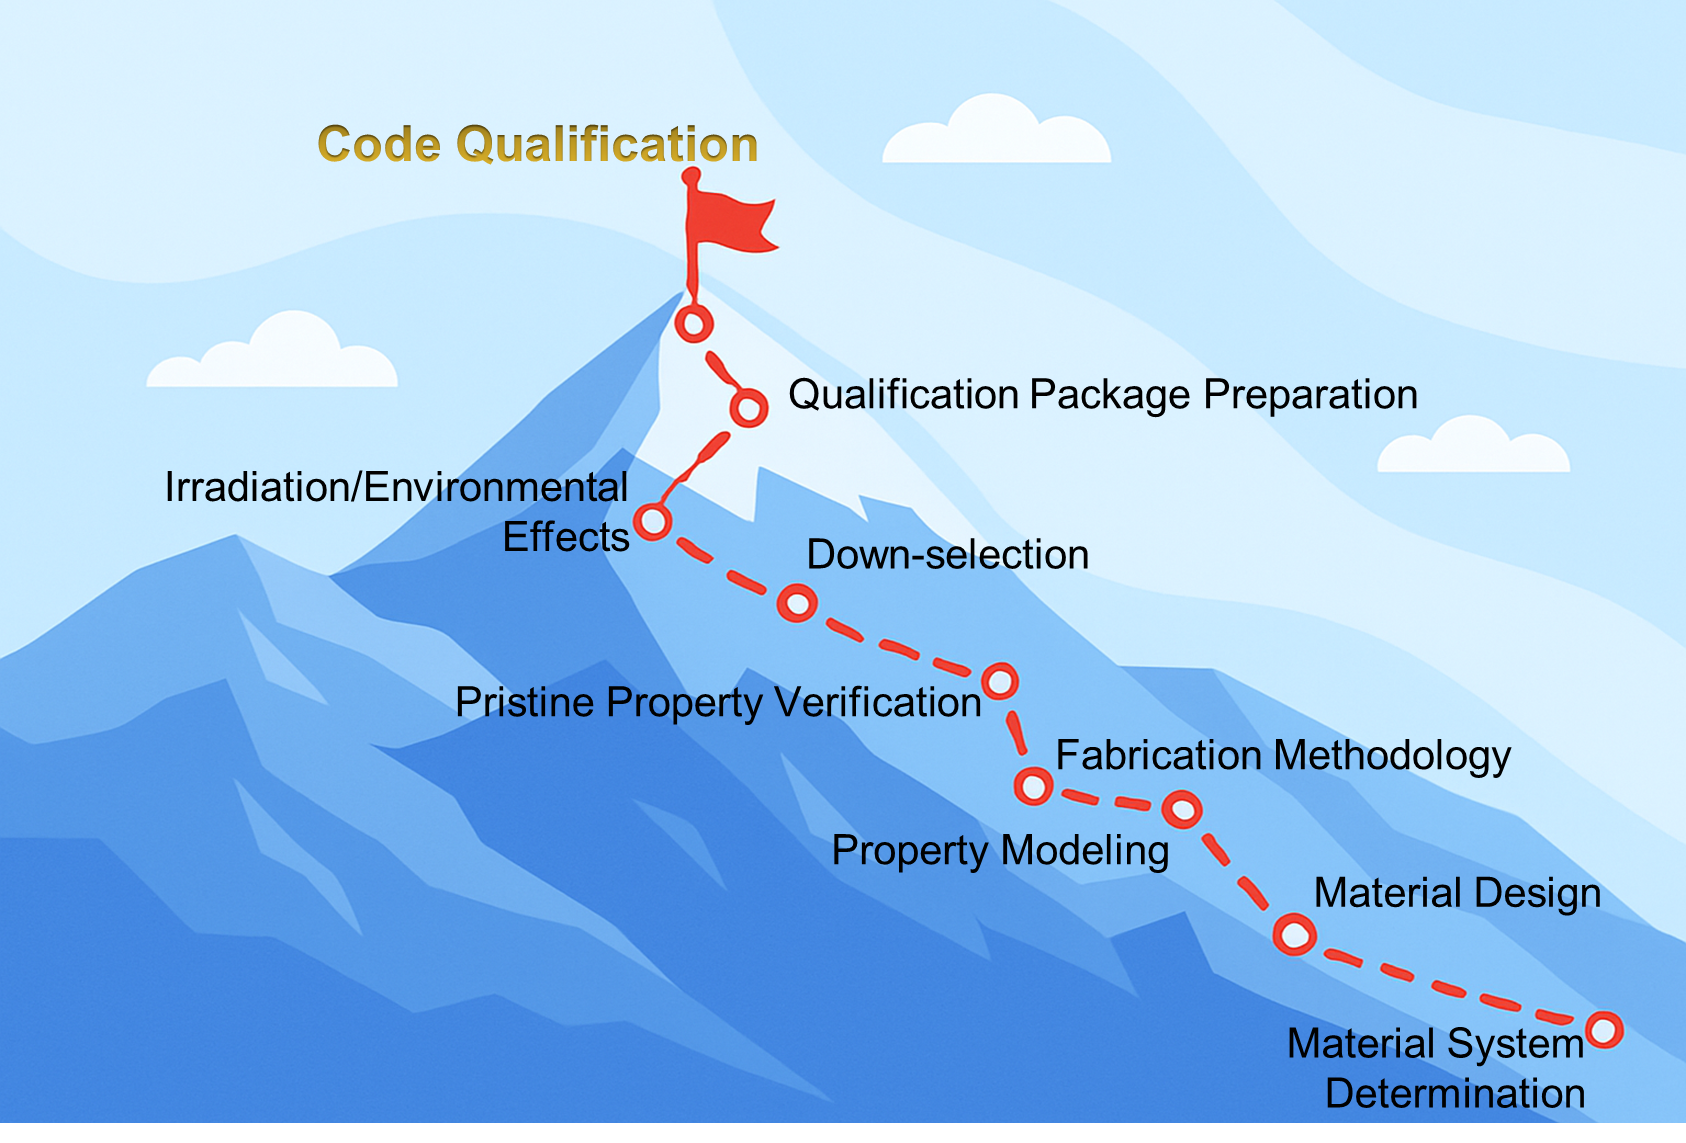 Code Qualification
Qualification Package Preparation
Irradiation/Environmental
Effects
Down-selection
Pristine Property Verification
Fabrication Methodology
Property Modeling
Material Design
Material System
Determination